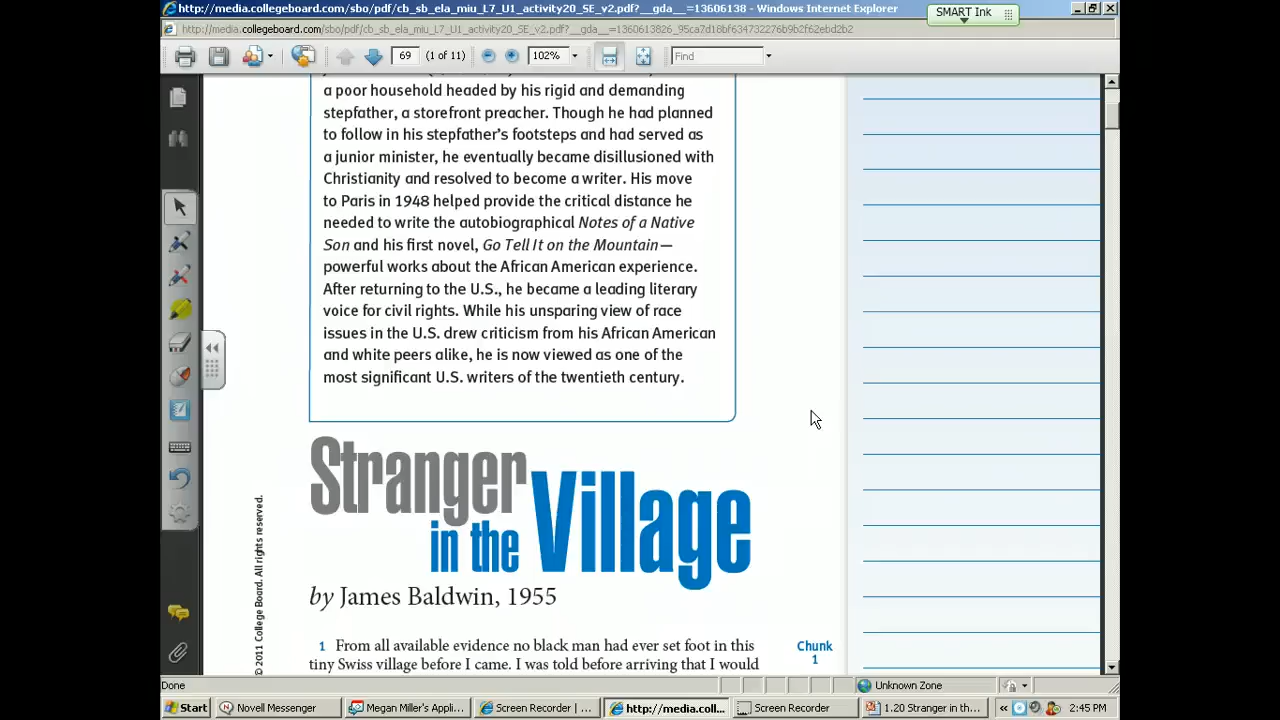 http://media.collegeboard.com/sbo/pdf/cb_sb_ela_miu_L7_U1_activity20_SE_v2.pdf?__gda__=13606138 - Windows Internet Explorer
SMART Ink
http://media.collegeboard.com/sbo/pdf/cb_sb_ela_miu_L7_U1_activity20_SE_v2.pdf?__gda__=1360613826_95ca7d18bf634732276b9b2f62ebd2b2
69 (1 of 11) 102% Find
a poor household headed by his rigid and demanding
stepfather, a storefront preacher. Though he had planned
to follow in his stepfather’s footsteps and had served as
a junior minister, he eventually became disillusioned with
Christianity and resolved to become a writer. His move
to Paris in 1948 helped provide the critical distance he
needed to write the autobiographical Notes of a Native
Son and his first novel, Go Tell It on the Mountain—
powerful works about the African American experience.
After returning to the U.S., he became a leading literary
voice for civil rights. While his unsparing view of race
issues in the U.S. drew criticism from his African American
and white peers alike, he is now viewed as one of the
most significant U.S. writers of the twentieth century.
Stranger
in the Village
by James Baldwin, 1955
1 From all available evidence no black man had ever set foot in this
tiny Swiss village before I came. I was told before arriving that I would
Chunk
1
© 2011 College Board. All rights reserved.
Done Unknown Zone
Start Novell Messenger Megan Miller's Appli... Screen Recorder | ... http://media.coll... Screen Recorder 1.20 Stranger in th... « 2:45 PM